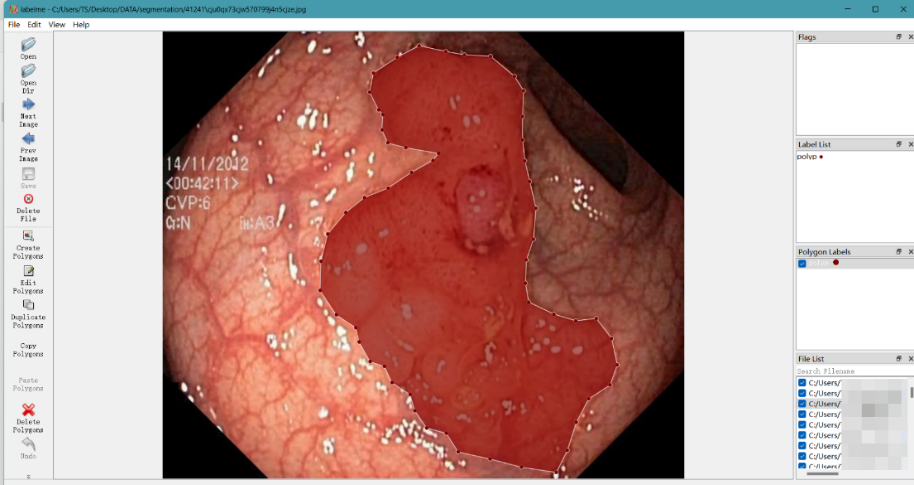 labelme - C:/Users/TS/Desktop/DATA/segmentation/41241\cju0qx73cjw570799j4n5cjze.jpg
File Edit View Help
Open
Open
Dir
Next
Image
Prev
Image
Save
Delete
File
Create
Polygons
Edit
Polygons
Duplicate
Polygons
Copy
Polygons
Paste
Polygons
Delete
Polygons
Undo
14/11/2012
<00:42:11>
CVP:6
G:N
Flags
Label List
polyp
Polygon Labels
File List
Search Filename
C:/Users/
C:/Users/
C:/Users/
C:/Users/
C:/Users/
C:/Users/
C:/Users/
C:/Users/
C:/Users/